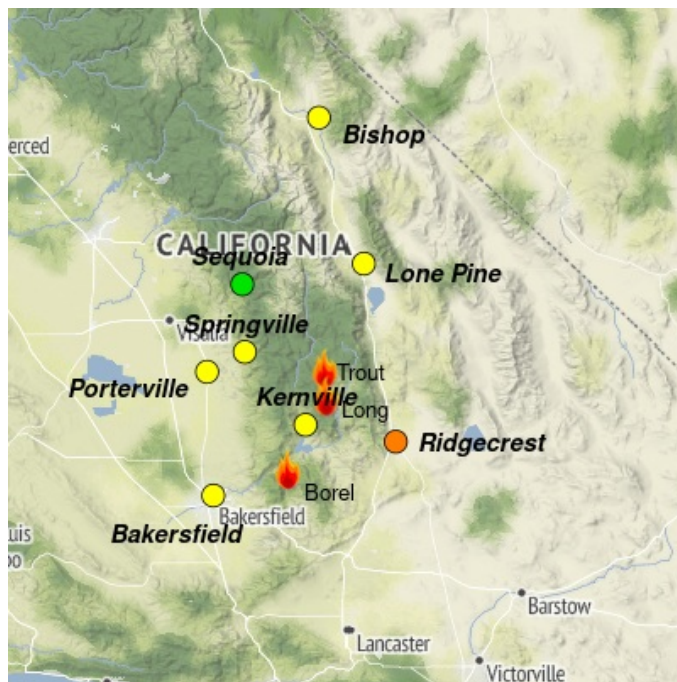 Bishop
erced
CALIFORNIA
Sequoia
Lone Pine
Springville
Visalia
Trout
Porterville
Kernville
Long
Ridgecrest
Borel
Bakersfield
Bakersfield
uis
oo
Barstow
Lancaster
Victorville